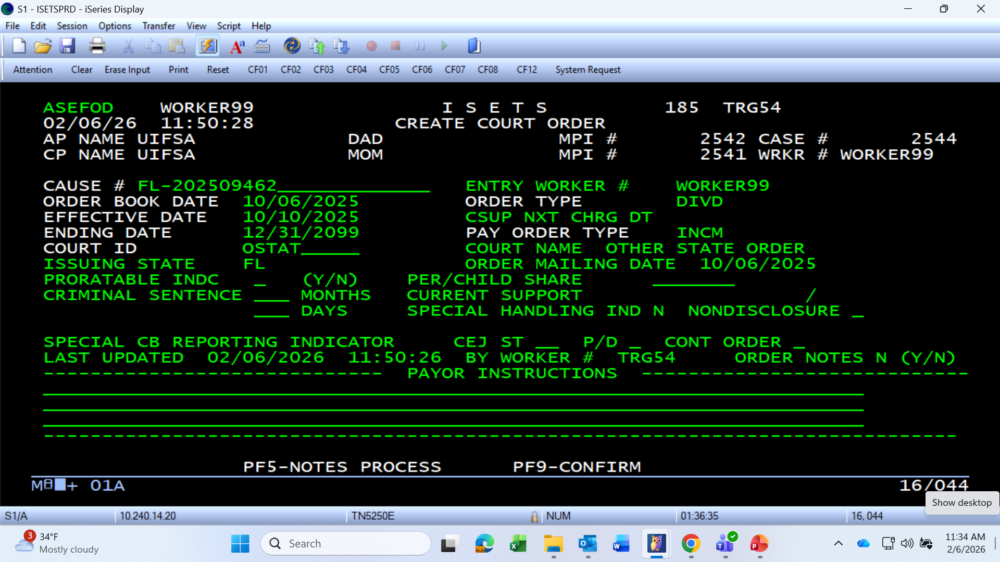 S1 - ISETSPRD - iSeries Display
File Edit Session Options Transfer View Script Help
Attention Clear Erase Input Print Reset CF01 CF02 CF03 CF04 CF05 CF06 CF07 CF08 CF12 System Request
ASEFOD WORKER99 I S E T S 185 TRG54
02/06/26 11:50:28 CREATE COURT ORDER
AP NAME UIFSA DAD MPI # 2542 CASE # 2544
CP NAME UIFSA MOM MPI # 2541 WRKR # WORKER99
CAUSE # FL-202509462_____________ ENTRY WORKER # WORKER99
ORDER BOOK DATE 10/06/2025 ORDER TYPE DIVD
EFFECTIVE DATE 10/10/2025 CSUP NXT CHRG DT
ENDING DATE 12/31/2099 PAY ORDER TYPE INCM
COURT ID OSTAT_____ COURT NAME OTHER STATE ORDER
ISSUING STATE FL ORDER MAILING DATE 10/06/2025
PRORATABLE INDC _ (Y/N) PER/CHILD SHARE _______
CRIMINAL SENTENCE ___ MONTHS CURRENT SUPPORT /
___ DAYS SPECIAL HANDLING IND N NONDISCLOSURE _
SPECIAL CB REPORTING INDICATOR CEJ ST __ P/D _ CONT ORDER _
LAST UPDATED 02/06/2026 11:50:26 BY WORKER # TRG54 ORDER NOTES N (Y/N)
----------------------------- PAYOR INSTRUCTIONS ----------------------------
______________________________________________________________________
______________________________________________________________________
______________________________________________________________________
------------------------------------------------------------------------------
PF5-NOTES PROCESS PF9-CONFIRM
M + 01A 16/044
Show desktop
S1/A 10.240.14.20 TN5250E NUM 01:36:35 16, 044
3 34°F
Mostly cloudy
Search
11:34 AM
2/6/2026